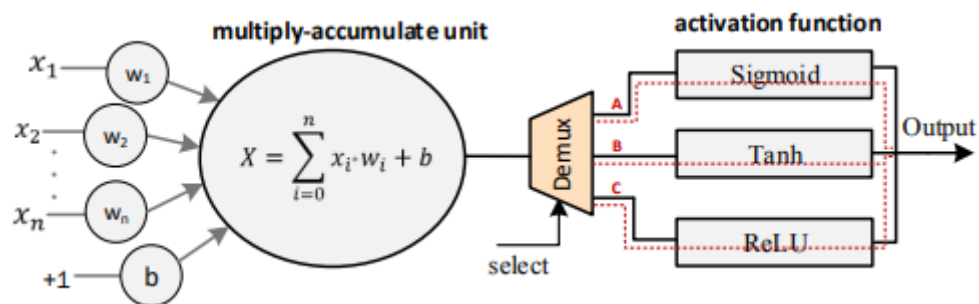 multiply-accumulate unit
activation function
x₁
w₁
x₂
w₂
xₙ
wₙ
+1
b
X = ∑ⁿᵢ₌₀ xᵢ·wᵢ + b
Demux
select
A
B
C
Sigmoid
Tanh
ReLU
Output